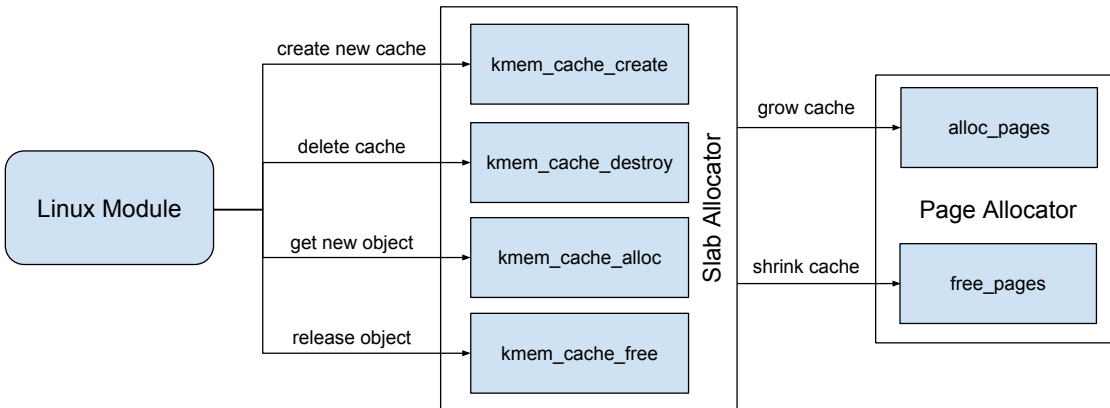 Linux Module
create new cache
delete cache
get new object
release object
kmem_cache_create
kmem_cache_destroy
kmem_cache_alloc
kmem_cache_free
Slab Allocator
grow cache
shrink cache
alloc_pages
Page Allocator
free_pages